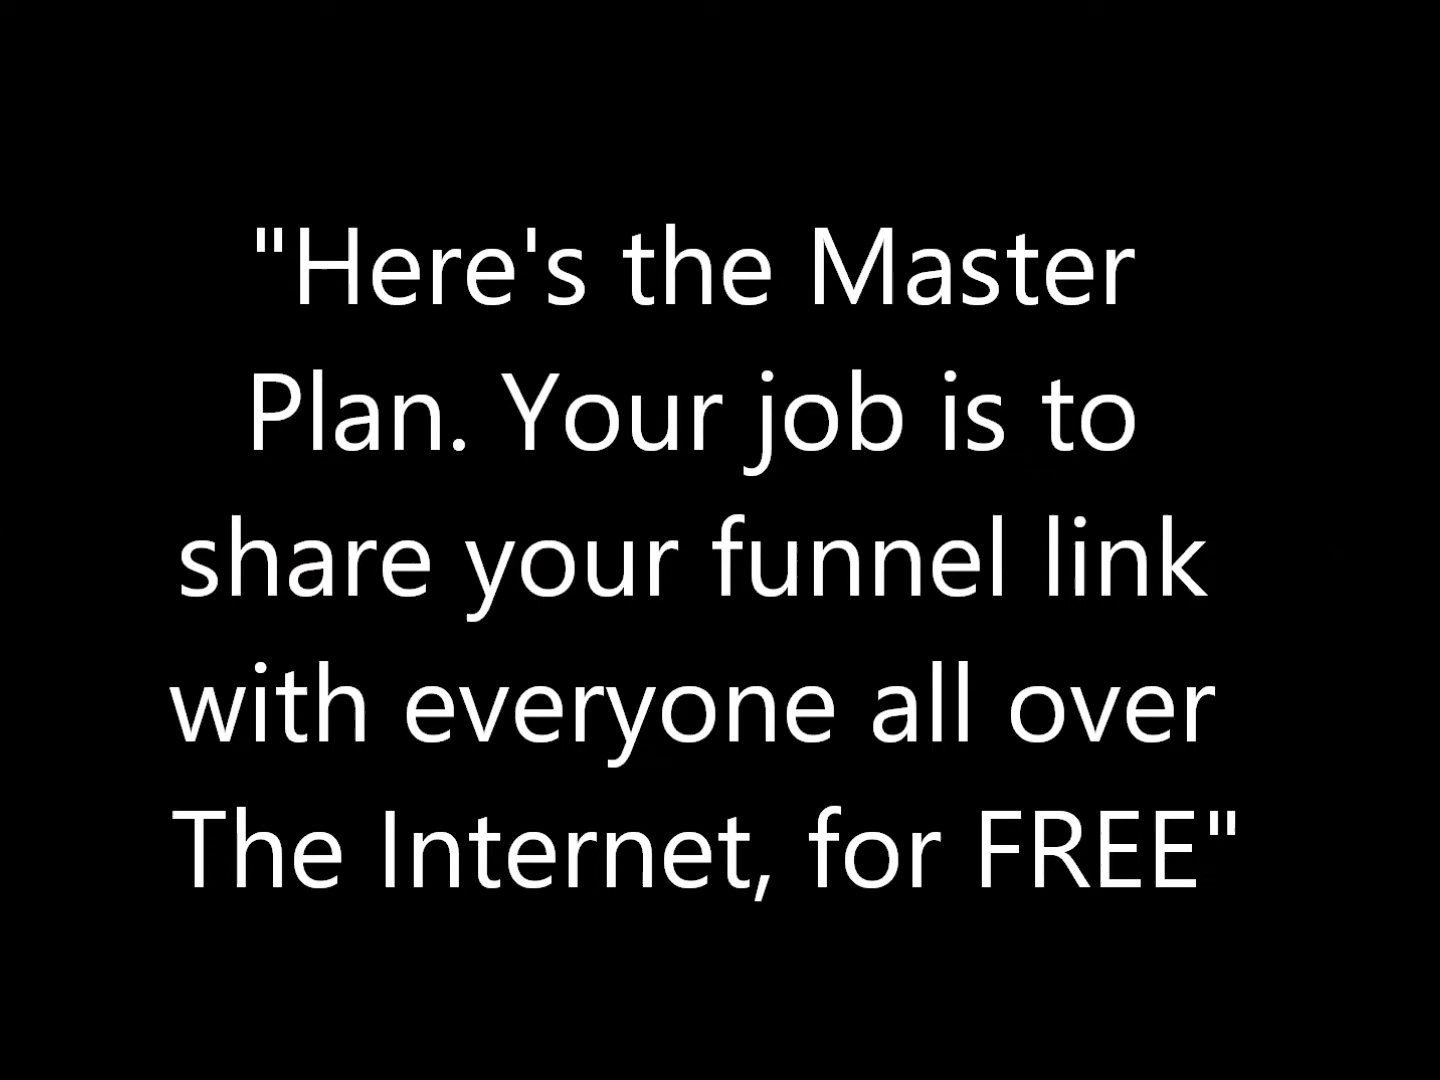 "Here's the Master
Plan. Your job is to
share your funnel link
with everyone all over
The Internet, for FREE"